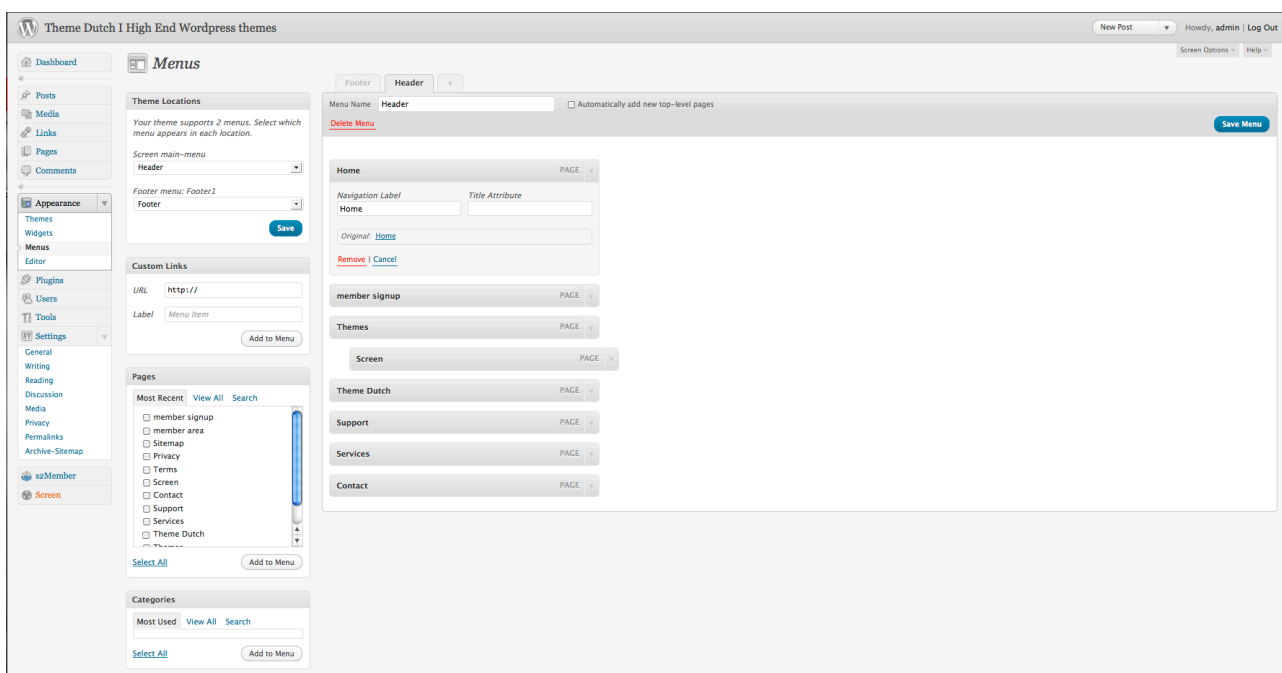 Theme Dutch I High End Wordpress themes
New Post
Howdy, admin | Log Out
Screen Options
Help
Dashboard
Posts
Media
Links
Pages
Comments
Appearance
Themes
Widgets
Menus
Editor
Plugins
Users
Tools
Settings
General
Writing
Reading
Discussion
Media
Privacy
Permalinks
Archive-Sitemap
s2Member
Screen
Menus
Theme Locations
Your theme supports 2 menus. Select which
menu appears in each location.
Screen main-menu
Header
Footer menu: Footer1
Footer
Save
Custom Links
URL http://
Label Menu Item
Add to Menu
Pages
Most Recent View All Search
member signup
member area
Sitemap
Privacy
Terms
Screen
Contact
Support
Services
Theme Dutch
Themes
Select All Add to Menu
Categories
Most Used View All Search
Select All Add to Menu
Footer Header +
Menu Name Header Automatically add new top-level pages
Delete Menu Save Menu
Home PAGE
Navigation Label Title Attribute
Home
Original: Home
Remove | Cancel
member signup PAGE
Themes PAGE
Screen PAGE
Theme Dutch PAGE
Support PAGE
Services PAGE
Contact PAGE